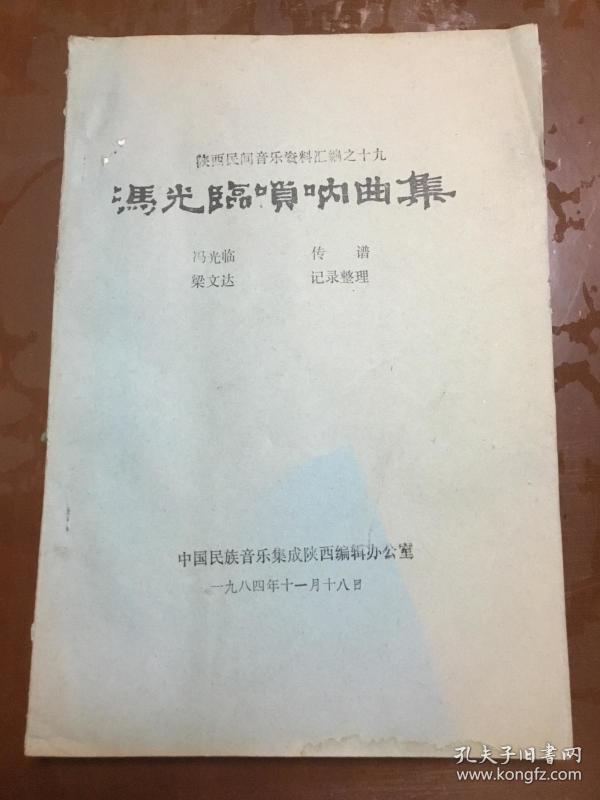 陕西民间音乐资料汇编之十九
馮光臨嗩吶曲集
冯光临 传谱
梁文达 记录整理
中国民族音乐集成陕西编辑办公室
一九八四年十一月十八日
孔夫子旧书网
www.kongfz.com